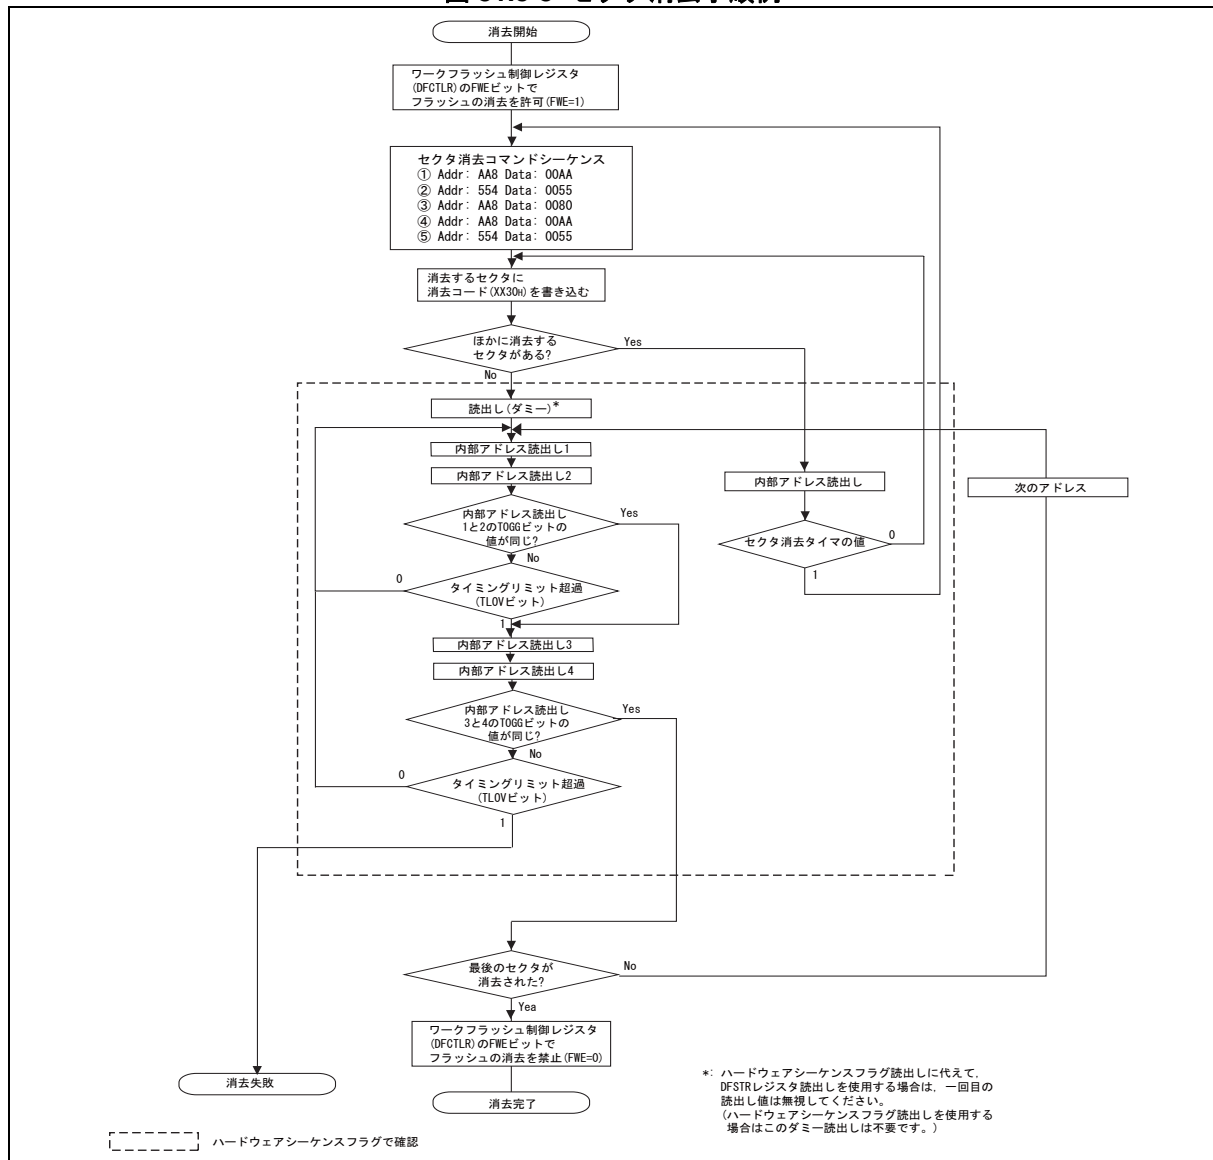 消去開始
ワークフラッシュ制御レジスタ
(DFCTLR)のFWEビットで
フラッシュの消去を許可(FWE=1)
セクタ消去コマンドシーケンス
① Addr: AA8 Data: 00AA
② Addr: 554 Data: 0055
③ Addr: AA8 Data: 0080
④ Addr: AA8 Data: 00AA
⑤ Addr: 554 Data: 0055
消去するセクタに
消去コード(XX30H)を書き込む
ほかに消去する
セクタがある?
Yes
No
読出し(ダミー)*
内部アドレス読出し1
内部アドレス読出し2
内部アドレス読出し
1と2のTOGGビットの
値が同じ?
Yes
No
内部アドレス読出し
次のアドレス
セクタ消去タイマの値
0
1
タイミングリミット超過
(TLOVビット)
0
1
内部アドレス読出し3
内部アドレス読出し4
内部アドレス読出し
3と4のTOGGビットの
値が同じ?
Yes
No
タイミングリミット超過
(TLOVビット)
0
1
最後のセクタが
消去された?
No
Yea
ワークフラッシュ制御レジスタ
(DFCTLR)のFWEビットで
フラッシュの消去を禁止(FWE=0)
消去失敗
消去完了
*: ハードウェアシーケンスフラグ読出しに代えて,
DFSTRレジスタ読出しを使用する場合は, 一回目の
読出し値は無視してください。
(ハードウェアシーケンスフラグ読出しを使用する
場合はこのダミー読出しは不要です。)
ハードウェアシーケンスフラグで確認